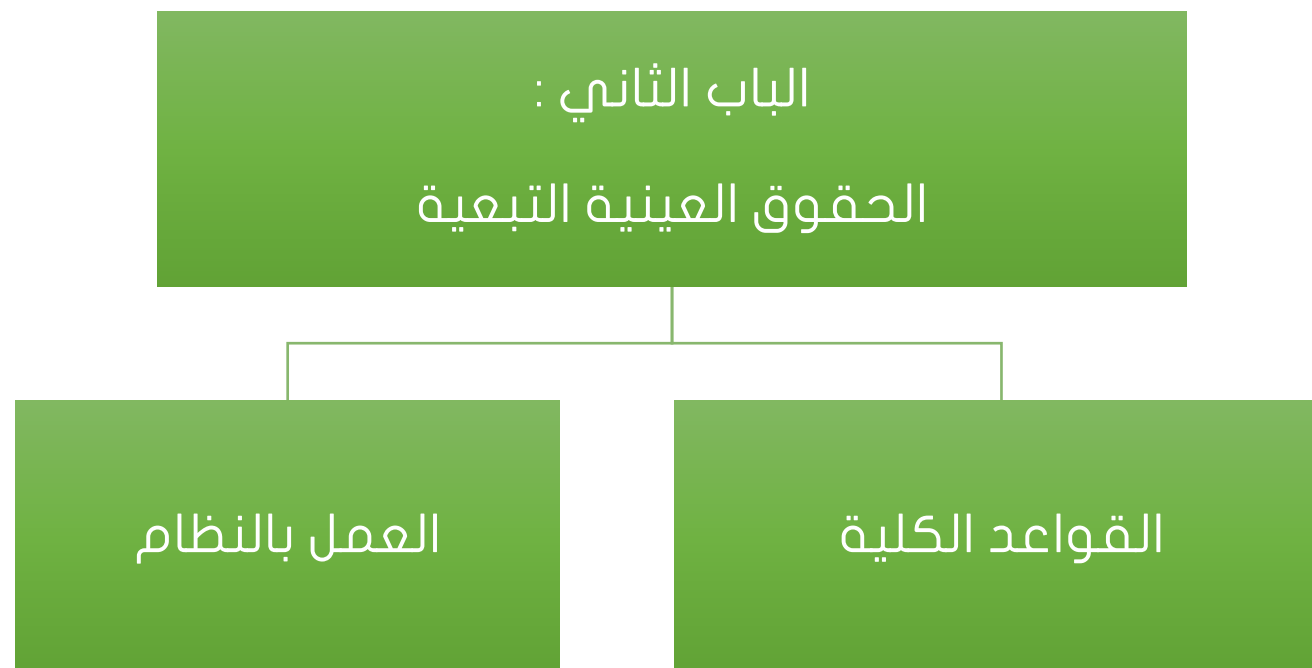 الباب الثاني :
الحقوق العينية التبعية
القواعد الكلية
العمل بالنظام